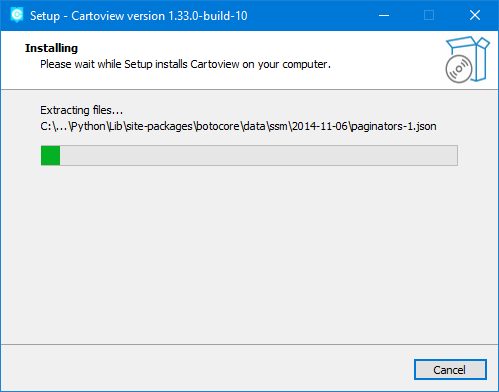 Setup - Cartoview version 1.33.0-build-10
Installing
Please wait while Setup installs Cartoview on your computer.
Extracting files...
C:\...\Python\Lib\site-packages\botocore\data\ssm\2014-11-06\paginators-1.json
Cancel